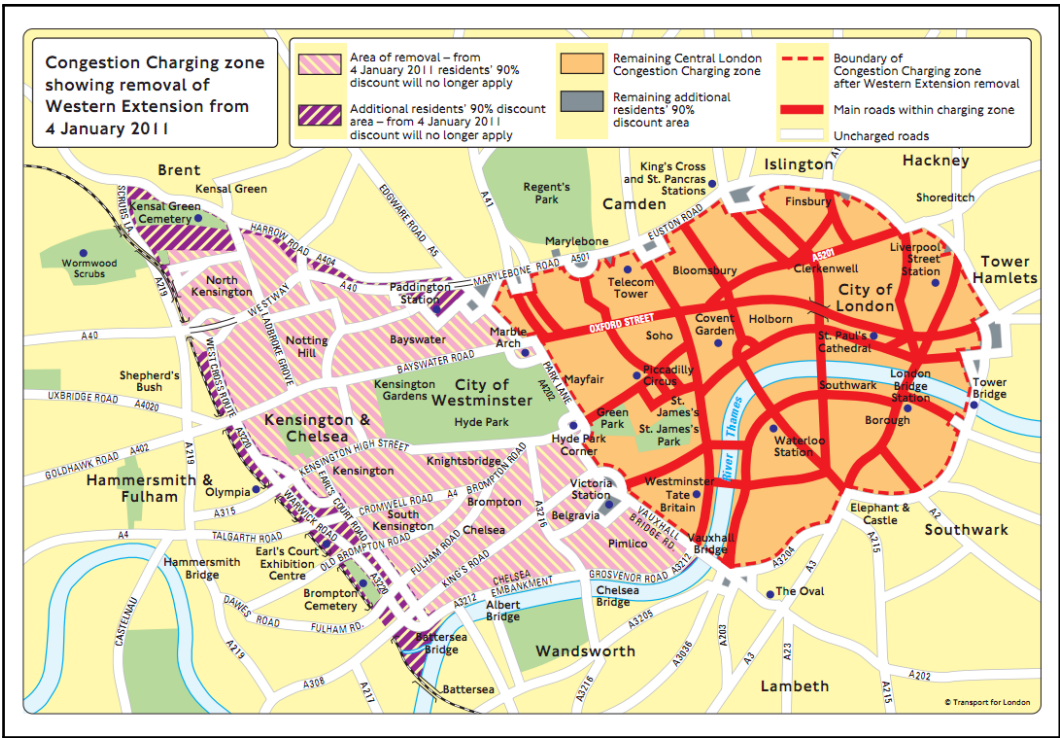 Congestion Charging zone
showing removal of
Western Extension from
4 January 2011
Area of removal – from
4 January 2011 residents' 90%
discount will no longer apply
Additional residents' 90% discount
area – from 4 January 2011
discount will no longer apply
Remaining Central London
Congestion Charging zone
Remaining additional
residents' 90%
discount area
Boundary of
Congestion Charging zone
after Western Extension removal
Main roads within charging zone
Uncharged roads
Brent
Kensal Green
SCRUBS LA.
Kensal Green
Cemetery
HARROW ROAD A404
EDGWARE ROAD A5
A41
Regent's
Park
Camden
King's Cross
and St. Pancras
Stations
Islington
A1
Hackney
Shoreditch
Finsbury
EUSTON ROAD
Marylebone
MARYLEBONE ROAD A501
Wormwood
Scrubs
A219
North
Kensington
WESTWAY
A40
Paddington
Station
Telecom
Tower
Bloomsbury
Clerkenwell
A5201
Liverpool
Street
Station
Tower
Hamlets
City of
London
A40
LADBROKE GROVE
Notting
Hill
Bayswater
BAYSWATER ROAD
Marble
Arch
OXFORD STREET
Soho
Covent
Garden
Holborn
St. Paul's
Cathedral
Shepherd's
Bush
WEST CROSS ROUTE
UXBRIDGE ROAD A4020
Kensington
Gardens
City of
Westminster
Hyde Park
PARK LANE
A4202
Mayfair
Piccadilly
Circus
Southwark
London
Bridge
Station
Tower
Bridge
Borough
Kensington
& Chelsea
A3220
GOLDHAWK ROAD A402
A219
KENSINGTON HIGH STREET
Kensington
Knightsbridge
Hyde Park
Corner
Green
Park
St.
James's
St. James's
Park
River Thames
Waterloo
Station
Hammersmith
& Fulham
Olympia
A315
WARWICK ROAD
EARL'S COURT ROAD
CROMWELL ROAD A4
BROMPTON ROAD
Brompton
South
Kensington
A3216
Victoria
Station
Belgravia
Westminster
Tate
Britain
Elephant &
Castle
A2
Southwark
A4
TALGARTH ROAD
Earl's Court
Exhibition
Centre
OLD BROMPTON ROAD
Chelsea
FULHAM ROAD
KING'S ROAD
Pimlico
VAUXHALL
BRIDGE RD.
Vauxhall
Bridge
A3204
A3
A215
Hammersmith
Bridge
Brompton
Cemetery
A3220
CHELSEA
EMBANKMENT
GROSVENOR ROAD
A3212
A3212
Albert
Bridge
Chelsea
Bridge
The Oval
CASTELNAU
DAWES ROAD
FULHAM RD.
A219
Battersea
Bridge
A3205
Wandsworth
A3036
A203
A3
A23
A202
A215
A308
A217
Battersea
A3216
Lambeth
© Transport for London